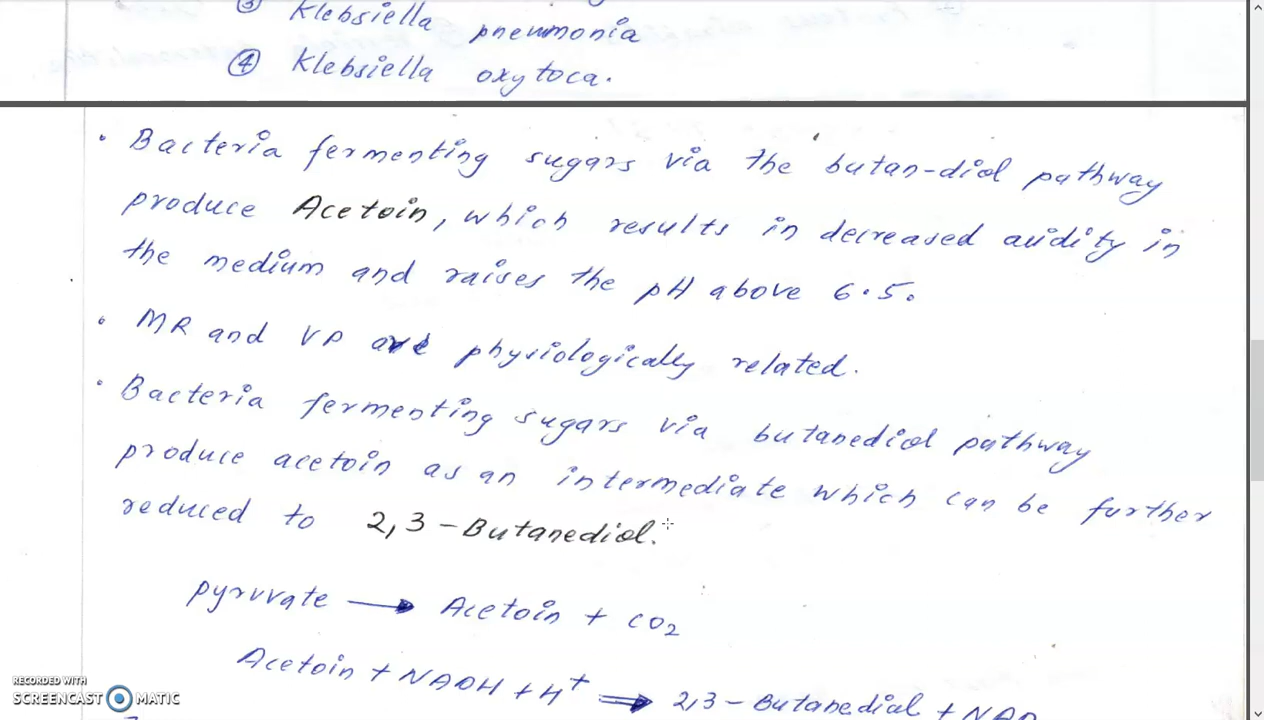 ③ Klebsiella pneumonia
④ Klebsiella oxytoca.
• Bacteria fermenting sugars via the butan-diol pathway
produce Acetoin, which results in decreased acidity in
the medium and raises the pH above 6.5.
• MR and VP are physiologically related.
• Bacteria fermenting sugars via butanediol pathway
produce acetoin as an intermediate which can be further
reduced to 2,3-Butanediol.
pyruvate → Acetoin + CO2
Acetoin + NADH + H+ ⇒ 2,3-Butanediol + NAD
RECORDED WITH
SCREENCAST MATIC